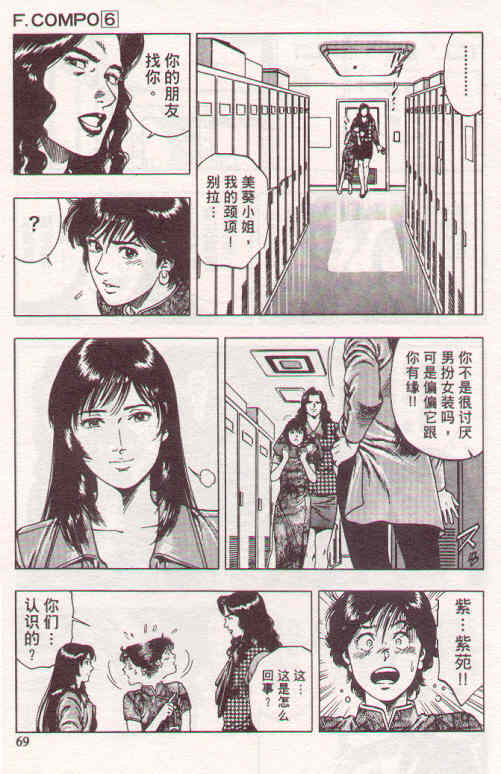 F. COMPO 6
…………
美葵小姐，
我的颈项！
别拉…
你的朋友
找你。
？
你不是很讨厌
男扮女装吗，
可是偏偏它跟
你有缘!!
紫…紫苑!!
这…
这是怎么
回事？
你们…
认识的？
69